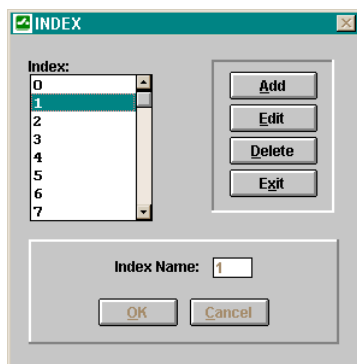 INDEX
Index:
0
1
2
3
4
5
6
7
Add
Edit
Delete
Exit
Index Name: 1
OK Cancel